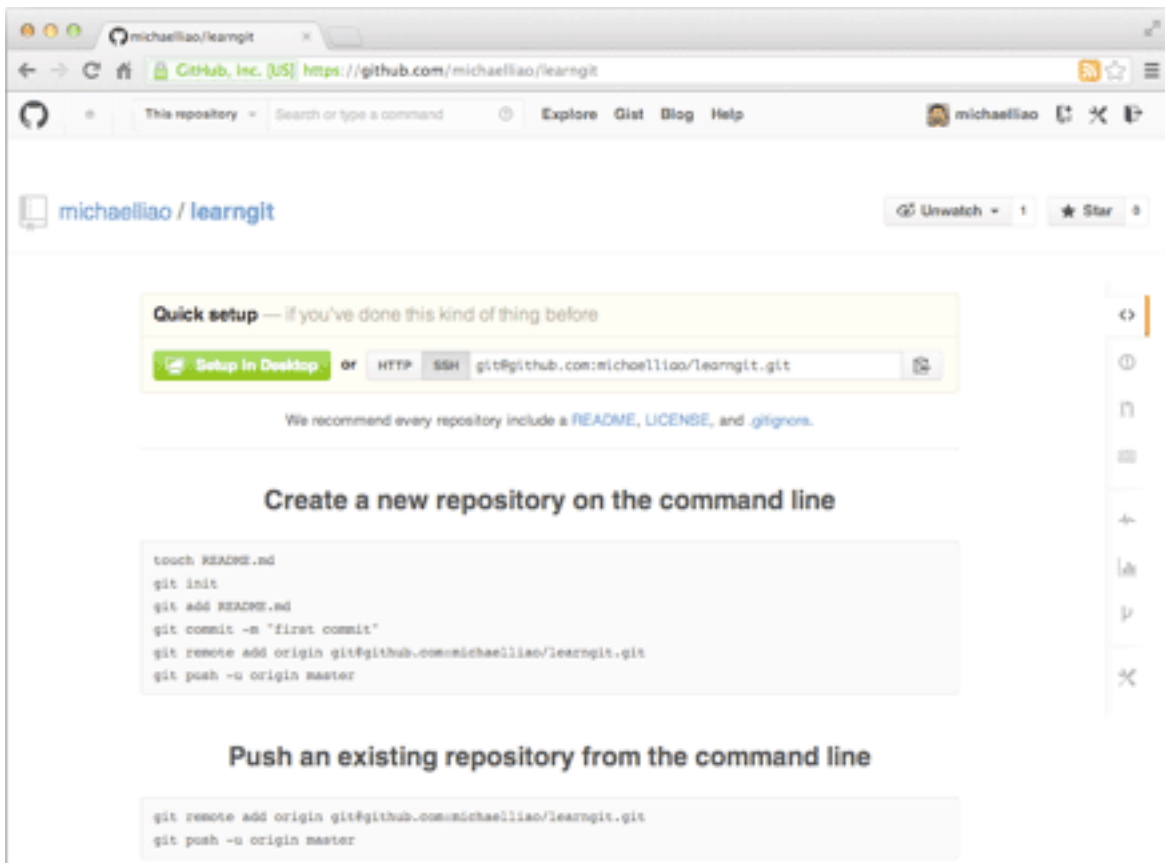 michaelliao/learngit
GitHub, Inc. [US] https://github.com/michaelliao/learngit
This repository Search or type a command Explore Gist Blog Help michaelliao
michaelliao / learngit Unwatch 1 Star 0
Quick setup — if you've done this kind of thing before
Setup in Desktop or HTTP SSH git@github.com:michaelliao/learngit.git
We recommend every repository include a README, LICENSE, and .gitignore.
Create a new repository on the command line
touch README.md
git init
git add README.md
git commit -m "first commit"
git remote add origin git@github.com:michaelliao/learngit.git
git push -u origin master
Push an existing repository from the command line
git remote add origin git@github.com:michaelliao/learngit.git
git push -u origin master